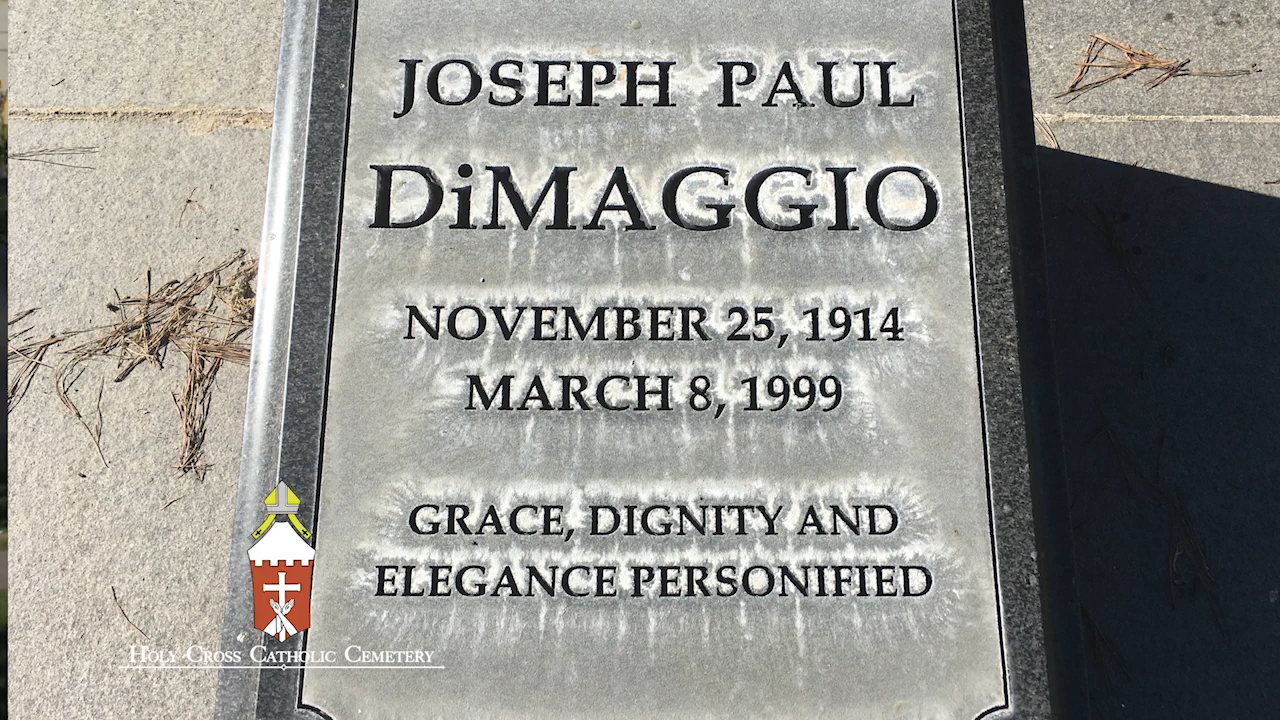 JOSEPH PAUL
DiMAGGIO
NOVEMBER 25, 1914
MARCH 8, 1999
GRACE, DIGNITY AND
ELEGANCE PERSONIFIED
HOLY CROSS CATHOLIC CEMETERY